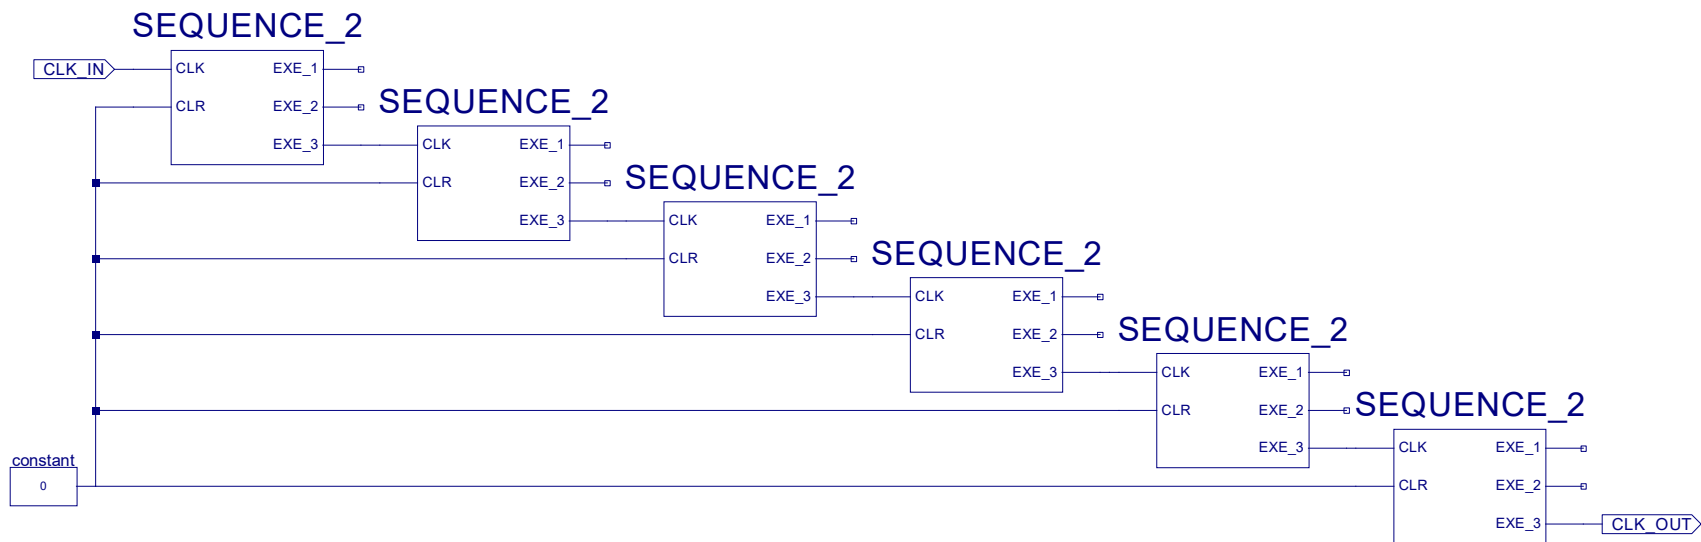 SEQUENCE_2
CLK_IN
CLK EXE_1
CLR EXE_2
EXE_3
SEQUENCE_2
CLK EXE_1
CLR EXE_2
EXE_3
SEQUENCE_2
CLK EXE_1
CLR EXE_2
EXE_3
SEQUENCE_2
CLK EXE_1
CLR EXE_2
EXE_3
SEQUENCE_2
CLK EXE_1
CLR EXE_2
EXE_3
SEQUENCE_2
CLK EXE_1
CLR EXE_2
EXE_3
CLK_OUT
constant
0